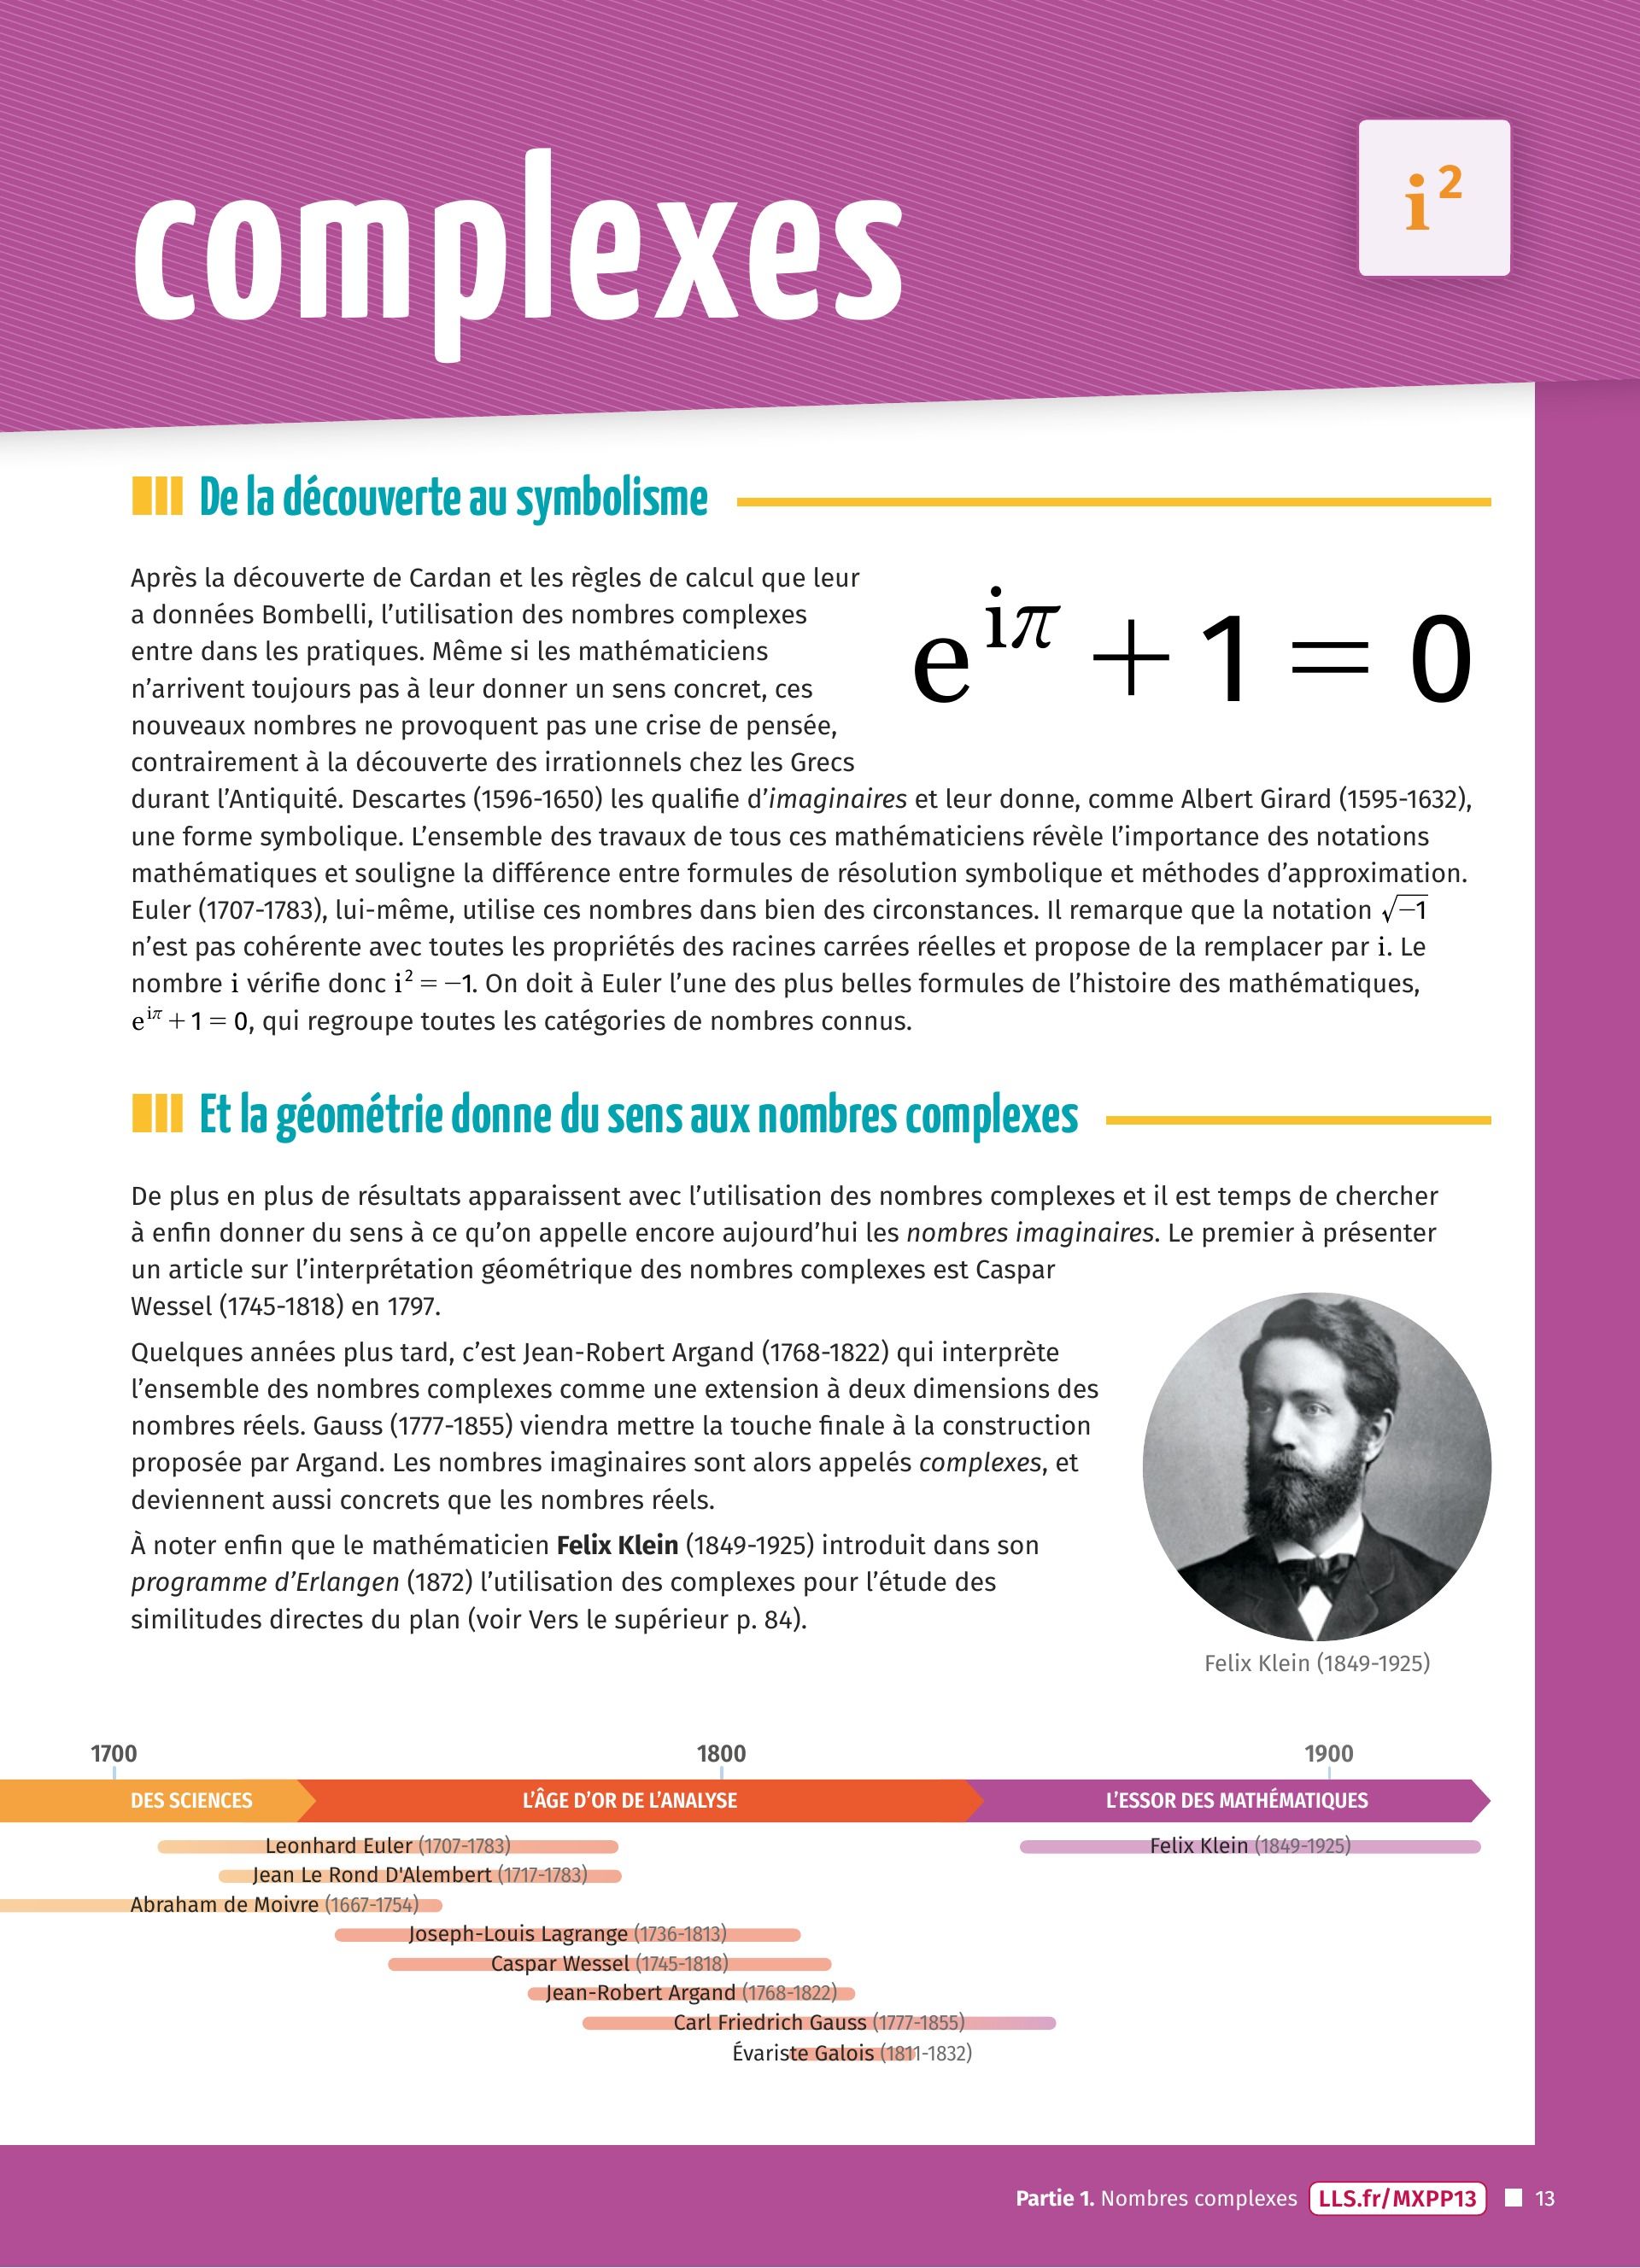 complexes
i²
De la découverte au symbolisme
Après la découverte de Cardan et les règles de calcul que leur
a données Bombelli, l’utilisation des nombres complexes
entre dans les pratiques. Même si les mathématiciens
n’arrivent toujours pas à leur donner un sens concret, ces
nouveaux nombres ne provoquent pas une crise de pensée,
contrairement à la découverte des irrationnels chez les Grecs
e^{iπ} + 1 = 0
durant l’Antiquité. Descartes (1596-1650) les qualifie d’imaginaires et leur donne, comme Albert Girard (1595-1632),
une forme symbolique. L’ensemble des travaux de tous ces mathématiciens révèle l’importance des notations
mathématiques et souligne la différence entre formules de résolution symbolique et méthodes d’approximation.
Euler (1707-1783), lui-même, utilise ces nombres dans bien des circonstances. Il remarque que la notation √−1
n’est pas cohérente avec toutes les propriétés des racines carrées réelles et propose de la remplacer par i. Le
nombre i vérifie donc i² = −1. On doit à Euler l’une des plus belles formules de l’histoire des mathématiques,
e^{iπ} + 1 = 0, qui regroupe toutes les catégories de nombres connus.
Et la géométrie donne du sens aux nombres complexes
De plus en plus de résultats apparaissent avec l’utilisation des nombres complexes et il est temps de chercher
à enfin donner du sens à ce qu’on appelle encore aujourd’hui les nombres imaginaires. Le premier à présenter
un article sur l’interprétation géométrique des nombres complexes est Caspar
Wessel (1745-1818) en 1797.
Quelques années plus tard, c’est Jean-Robert Argand (1768-1822) qui interprète
l’ensemble des nombres complexes comme une extension à deux dimensions des
nombres réels. Gauss (1777-1855) viendra mettre la touche finale à la construction
proposée par Argand. Les nombres imaginaires sont alors appelés complexes, et
deviennent aussi concrets que les nombres réels.
À noter enfin que le mathématicien Felix Klein (1849-1925) introduit dans son
programme d’Erlangen (1872) l’utilisation des complexes pour l’étude des
similitudes directes du plan (voir Vers le supérieur p. 84).
Felix Klein (1849-1925)
1700 1800 1900
DES SCIENCES L’ÂGE D’OR DE L’ANALYSE L’ESSOR DES MATHÉMATIQUES
Leonhard Euler (1707-1783) Felix Klein (1849-1925)
Jean Le Rond D'Alembert (1717-1783)
Abraham de Moivre (1667-1754)
Joseph-Louis Lagrange (1736-1813)
Caspar Wessel (1745-1818)
Jean-Robert Argand (1768-1822)
Carl Friedrich Gauss (1777-1855)
Évariste Galois (1811-1832)
Partie 1. Nombres complexes LLS.fr/MXPP13 13